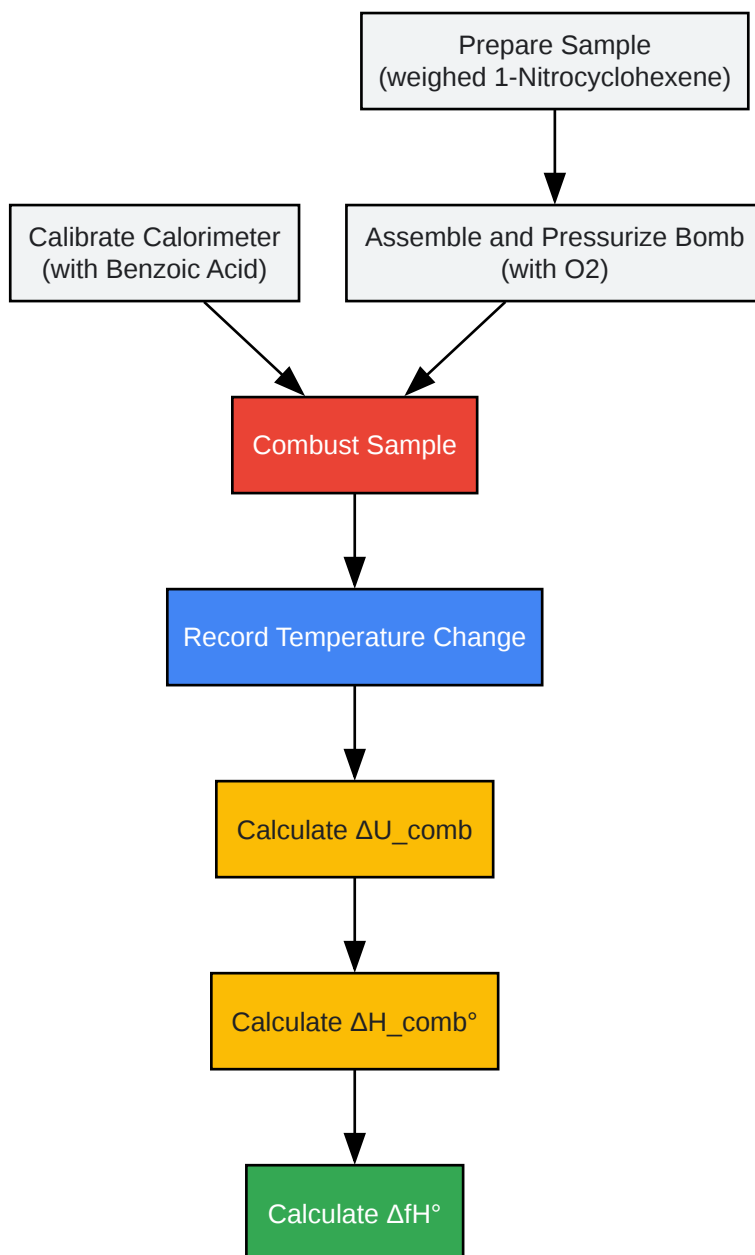 Prepare Sample
(weighed 1-Nitrocyclohexene)
Calibrate Calorimeter
(with Benzoic Acid)
Assemble and Pressurize Bomb
(with O2)
Combust Sample
Record Temperature Change
Calculate ΔU_comb
Calculate ΔH_comb°
Calculate ΔfH°